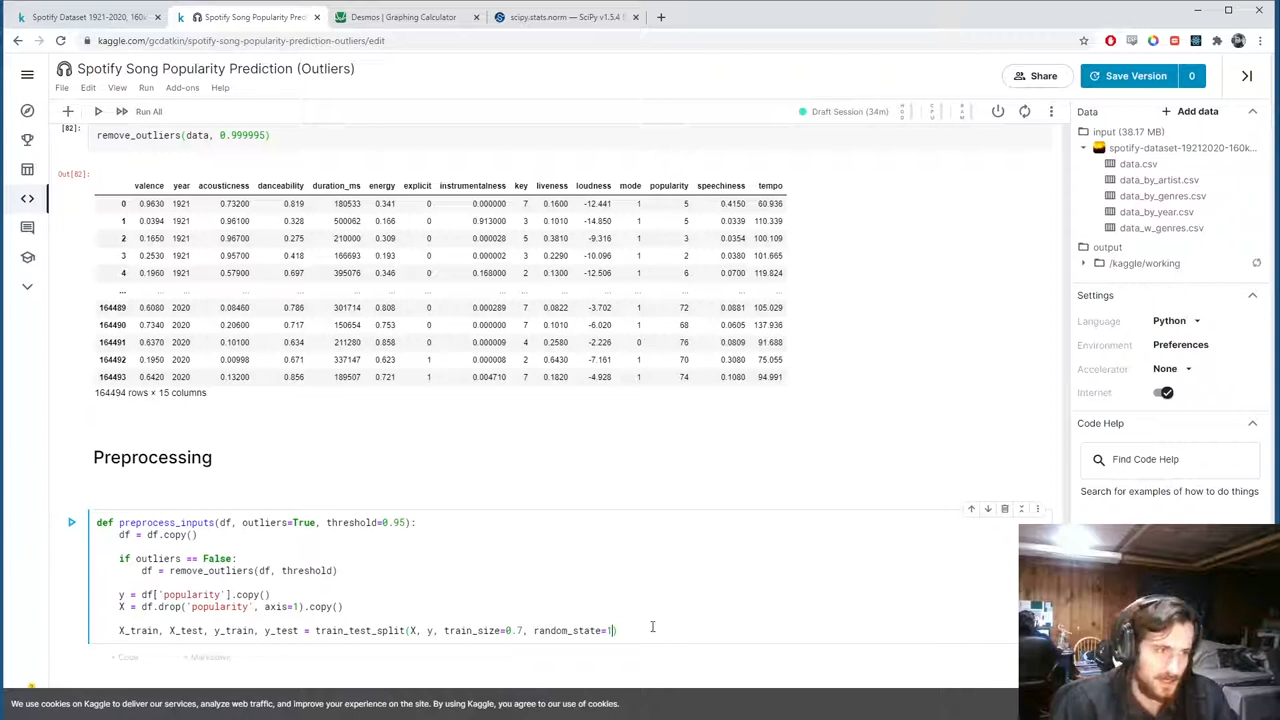 Spotify Dataset 1921-2020, 160k
Spotify Song Popularity Pred
Desmos | Graphing Calculator
scipy.stats.norm — SciPy v1.5.4
kaggle.com/gcdatkin/spotify-song-popularity-prediction-outliers/edit
Spotify Song Popularity Prediction (Outliers)
Share
Save Version
0
File Edit View Run Add-ons Help
Run All
Draft Session (34m)
[82]:
remove_outliers(data, 0.999995)
Out[82]:
valence year acousticness danceability duration_ms energy explicit instrumentalness key liveness loudness mode popularity speechiness tempo
0 0.9630 1921 0.73200 0.819 180533 0.341 0 0.000000 7 0.1600 -12.441 1 5 0.4150 60.936
1 0.0394 1921 0.96100 0.328 500062 0.166 0 0.913000 3 0.1010 -14.850 1 5 0.0339 110.339
2 0.1650 1921 0.96700 0.275 210000 0.309 0 0.000028 5 0.3810 -9.316 1 3 0.0354 100.109
3 0.2530 1921 0.95700 0.418 166693 0.193 0 0.000002 3 0.2290 -10.096 1 2 0.0380 101.665
4 0.1960 1921 0.57900 0.697 395076 0.346 0 0.168000 2 0.1300 -12.506 1 6 0.0700 119.824
... ... ... ... ... ... ... ... ... ... ... ... ... ... ... ...
164489 0.6080 2020 0.08460 0.786 301714 0.808 0 0.000289 7 0.0822 -3.702 1 72 0.0881 105.029
164490 0.7340 2020 0.20600 0.717 150654 0.753 0 0.000000 7 0.1010 -6.020 1 68 0.0605 137.936
164491 0.6370 2020 0.10100 0.634 211280 0.858 0 0.000009 4 0.2580 -2.226 0 76 0.0809 91.688
164492 0.1950 2020 0.00998 0.671 337147 0.623 1 0.000008 2 0.6430 -7.161 1 70 0.3080 75.055
164493 0.6420 2020 0.13200 0.856 189507 0.721 1 0.004710 7 0.1820 -4.928 1 74 0.1080 94.991
164494 rows × 15 columns
Preprocessing
def preprocess_inputs(df, outliers=True, threshold=0.95):
df = df.copy()
if outliers == False:
df = remove_outliers(df, threshold)
y = df['popularity'].copy()
X = df.drop('popularity', axis=1).copy()
X_train, X_test, y_train, y_test = train_test_split(X, y, train_size=0.7, random_state=1)
+ Code + Markdown
Data
+ Add data
input (38.17 MB)
spotify-dataset-19212020-160k...
data.csv
data_by_artist.csv
data_by_genres.csv
data_by_year.csv
data_w_genres.csv
output
/kaggle/working
Settings
Language Python
Environment Preferences
Accelerator None
Internet
Code Help
Find Code Help
Search for examples of how to do things
We use cookies on Kaggle to deliver our services, analyze web traffic, and improve your experience on the site. By using Kaggle, you agree to our use of cookies.